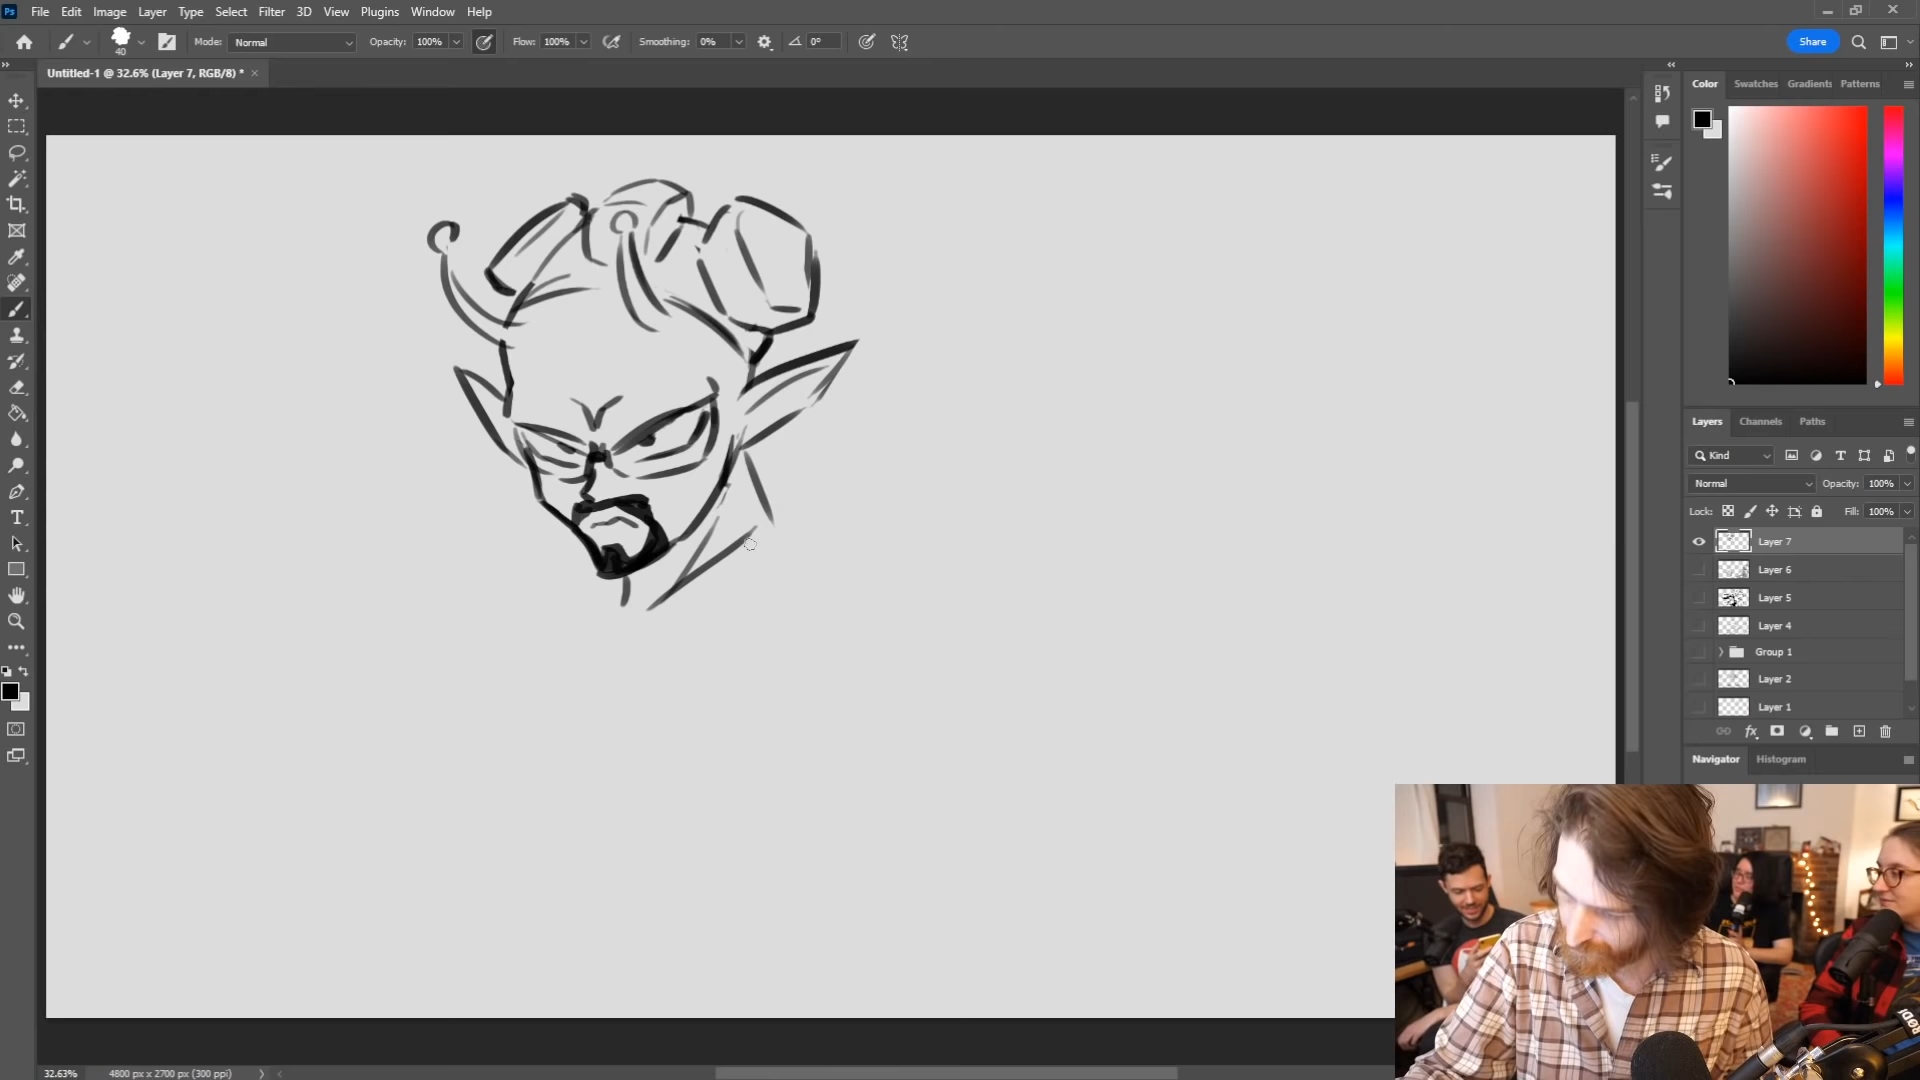 Ps File Edit Image Layer Type Select Filter 3D View Plugins Window Help
40 Mode: Normal Opacity: 100% Flow: 100% Smoothing: 0% 0° Share
Untitled-1 @ 32.6% (Layer 7, RGB/8) * ×
Color Swatches Gradients Patterns
Layers Channels Paths
Kind
Normal Opacity: 100%
Lock: Fill: 100%
Layer 7
Layer 6
Layer 5
Layer 4
Group 1
Layer 2
Layer 1
fx
Navigator Histogram
RØDE
32.63% 4800 px x 2700 px (300 ppi)